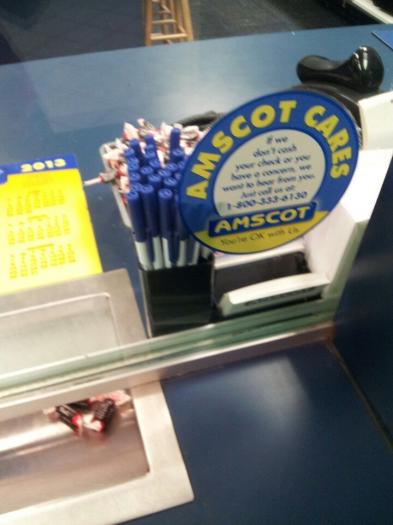 2013
AMSCOT CARES
If we
don't cash
your check or you
have a concern, we
want to hear from you.
Just call us at:
1-800-333-6130
AMSCOT
You're OK with Us.